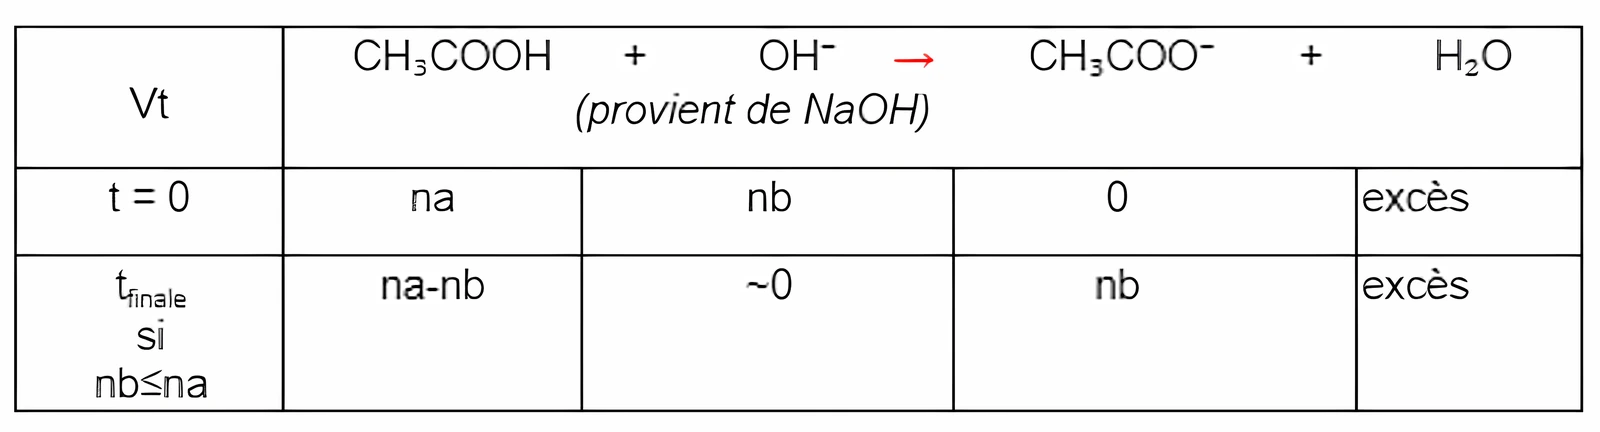 CH₃COOH + OH⁻ → CH₃COO⁻ + H₂O
Vt
(provient de NaOH)
t = 0 na nb 0 excès
tfinale na-nb ~0 nb excès
si
nb≤na